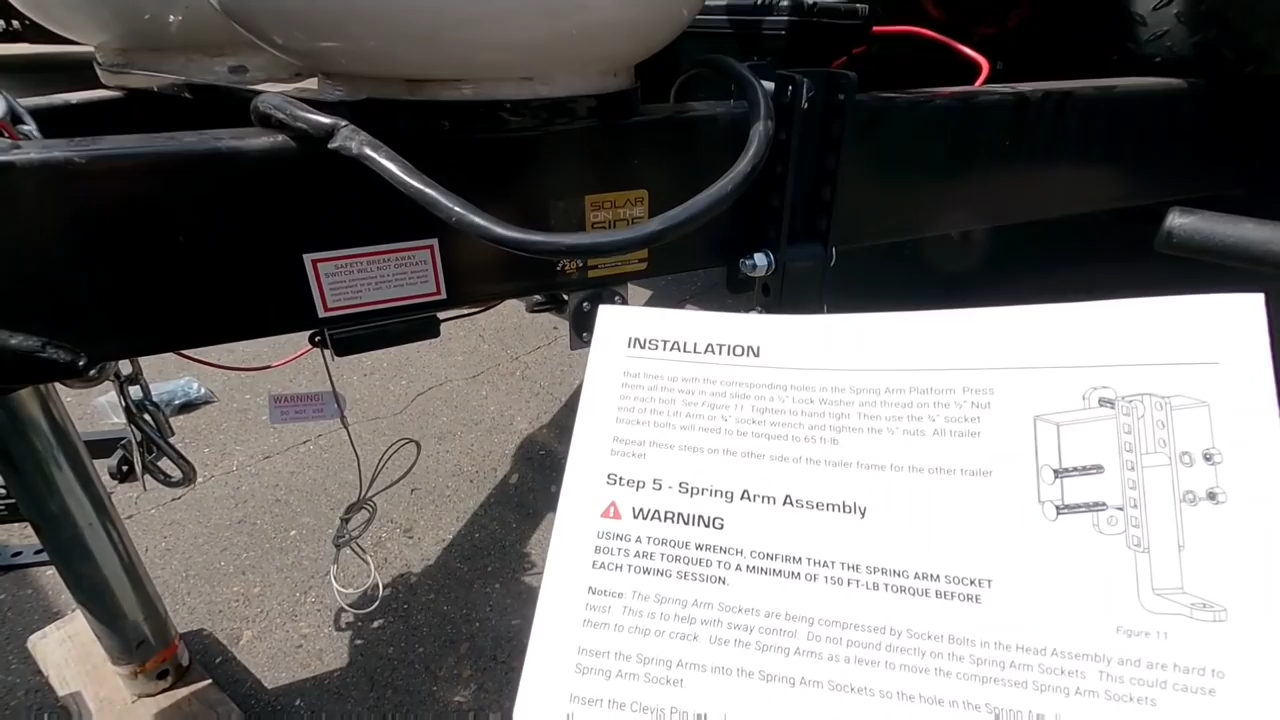 SOLAR
ON THE
SIDE
20%
SAFETY BREAK-AWAY
SWITCH WILL NOT OPERATE
unless connected to a power source
WARNING!
DO NOT USE
INSTALLATION
that lines up with the corresponding holes in the Spring Arm Platform. Press
them all the way in and slide on a ½" Lock Washer and thread on the ½" Nut
on each bolt. See Figure 11. Tighten to hand tight. Then use the ¾" socket
end of the Lift Arm or ¾" socket wrench and tighten the ½" nuts. All trailer
bracket bolts will need to be torqued to 65 ft-lb.
Repeat these steps on the other side of the trailer frame for the other trailer
bracket.
Step 5 - Spring Arm Assembly
WARNING
USING A TORQUE WRENCH, CONFIRM THAT THE SPRING ARM SOCKET
BOLTS ARE TORQUED TO A MINIMUM OF 150 FT-LB TORQUE BEFORE
EACH TOWING SESSION.
Figure 11
Notice: The Spring Arm Sockets are being compressed by Socket Bolts in the Head Assembly and are hard to
twist. This is to help with sway control. Do not pound directly on the Spring Arm Sockets. This could cause
them to chip or crack. Use the Spring Arms as a lever to move the compressed Spring Arm Sockets.
Insert the Spring Arms into the Spring Arm Sockets so the hole in the Spring
Spring Arm Socket.
Insert the Clevis Pin